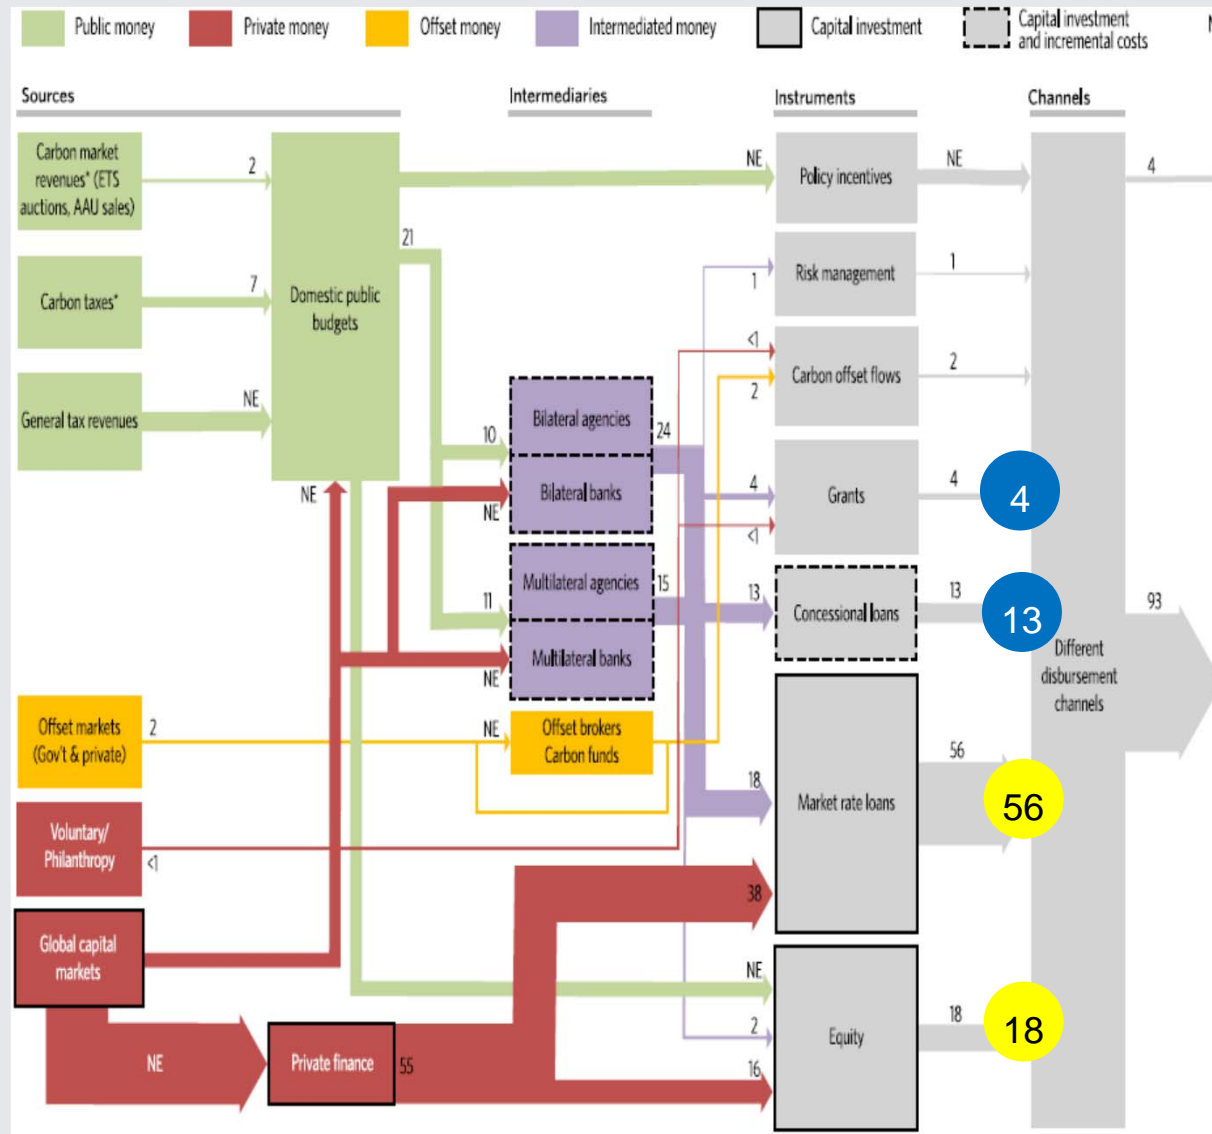 Public money
Private money
Offset money
Intermediated money
Capital investment
Capital investment
and incremental costs
Sources
Intermediaries
Instruments
Channels
Carbon market
revenues* (ETS
auctions, AAU sales)
2
Carbon taxes*
7
General tax revenues
NE
Domestic public
budgets
21
NE
NE
10
Bilateral agencies
24
Bilateral banks
NE
11
Multilateral agencies
15
Multilateral banks
NE
Offset markets
(Gov't & private)
2
NE
Offset brokers
Carbon funds
Voluntary/
Philanthropy
<1
Global capital
markets
NE
Private finance
55
Policy incentives
NE
1
Risk management
1
<1
2
Carbon offset flows
2
4
<1
Grants
4
4
13
Concessional loans
13
13
18
38
Market rate loans
56
56
NE
2
16
Equity
18
18
Different
disbursement
channels
4
93